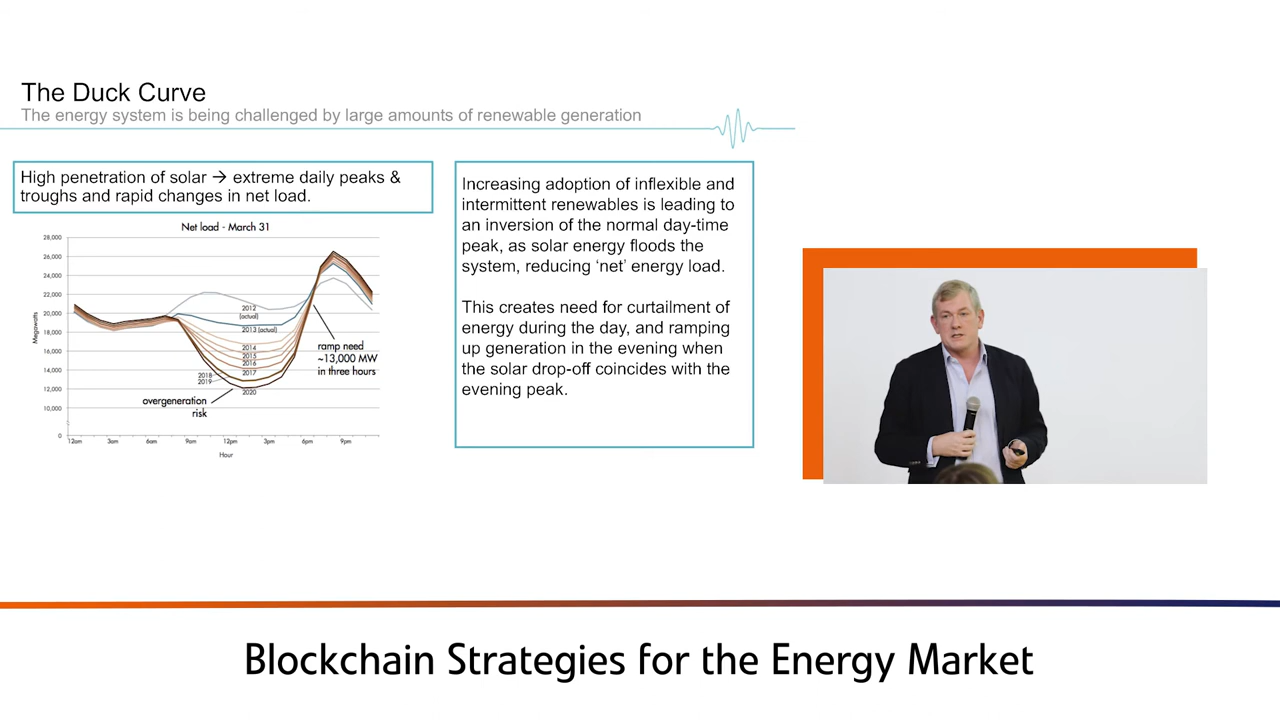 The Duck Curve
The energy system is being challenged by large amounts of renewable generation
High penetration of solar → extreme daily peaks &
troughs and rapid changes in net load.
Net load - March 31
28,000
26,000
24,000
22,000
20,000
18,000
16,000
14,000
12,000
10,000
0
Megawatts
2012
(actual)
2013 (actual)
2014
2015
2016
2017
2018
2019
2020
ramp need
~13,000 MW
in three hours
overgeneration
risk
12am 3am 6am 9am 12pm 3pm 6pm 9pm
Hour
Increasing adoption of inflexible and
intermittent renewables is leading to
an inversion of the normal day-time
peak, as solar energy floods the
system, reducing ‘net’ energy load.
This creates need for curtailment of
energy during the day, and ramping
up generation in the evening when
the solar drop-off coincides with the
evening peak.
Blockchain Strategies for the Energy Market